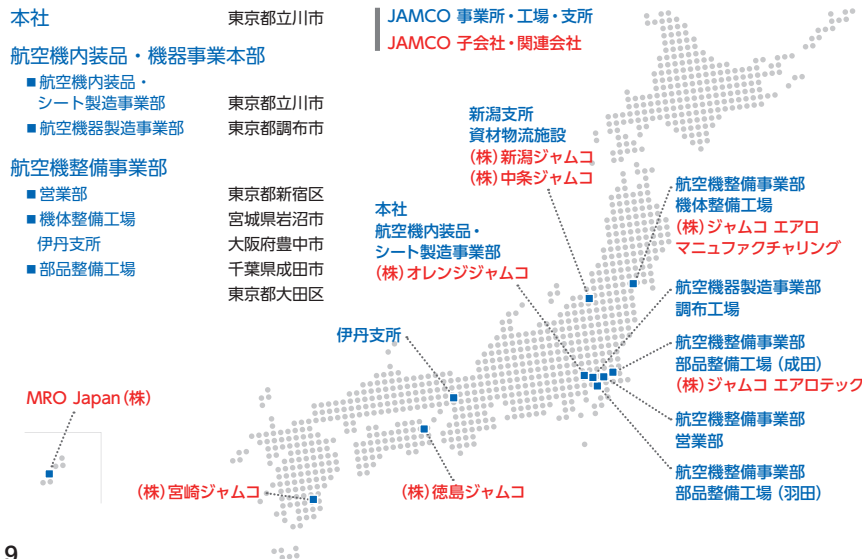 本社 東京都立川市
航空機内装品・機器事業本部
■航空機内装品・
シート製造事業部 東京都立川市
■航空機器製造事業部 東京都調布市
航空機整備事業部
■営業部 東京都新宿区
■機体整備工場 宮城県岩沼市
伊丹支所 大阪府豊中市
■部品整備工場 千葉県成田市
東京都大田区
JAMCO 事業所・工場・支所
JAMCO 子会社・関連会社
新潟支所
資材物流施設
(株)新潟ジャムコ
(株)中条ジャムコ
本社
航空機内装品・
シート製造事業部
(株)オレンジジャムコ
航空機整備事業部
機体整備工場
(株)ジャムコ エアロ
マニュファクチャリング
航空機器製造事業部
調布工場
航空機整備事業部
部品整備工場(成田)
(株)ジャムコ エアロテック
航空機整備事業部
営業部
航空機整備事業部
部品整備工場(羽田)
伊丹支所
MRO Japan(株)
(株)宮崎ジャムコ
(株)徳島ジャムコ
9